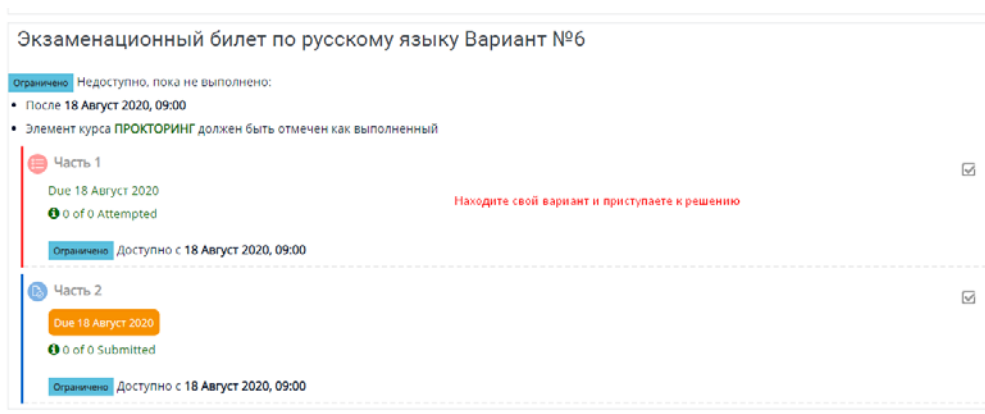 Экзаменационный билет по русскому языку Вариант №6
Ограничено Недоступно, пока не выполнено:
• После 18 Август 2020, 09:00
• Элемент курса ПРОКТОРИНГ должен быть отмечен как выполненный
Часть 1
Due 18 Август 2020
Находите свой вариант и приступаете к решению
0 of 0 Attempted
Ограничено Доступно с 18 Август 2020, 09:00
Часть 2
Due 18 Август 2020
0 of 0 Submitted
Ограничено Доступно с 18 Август 2020, 09:00